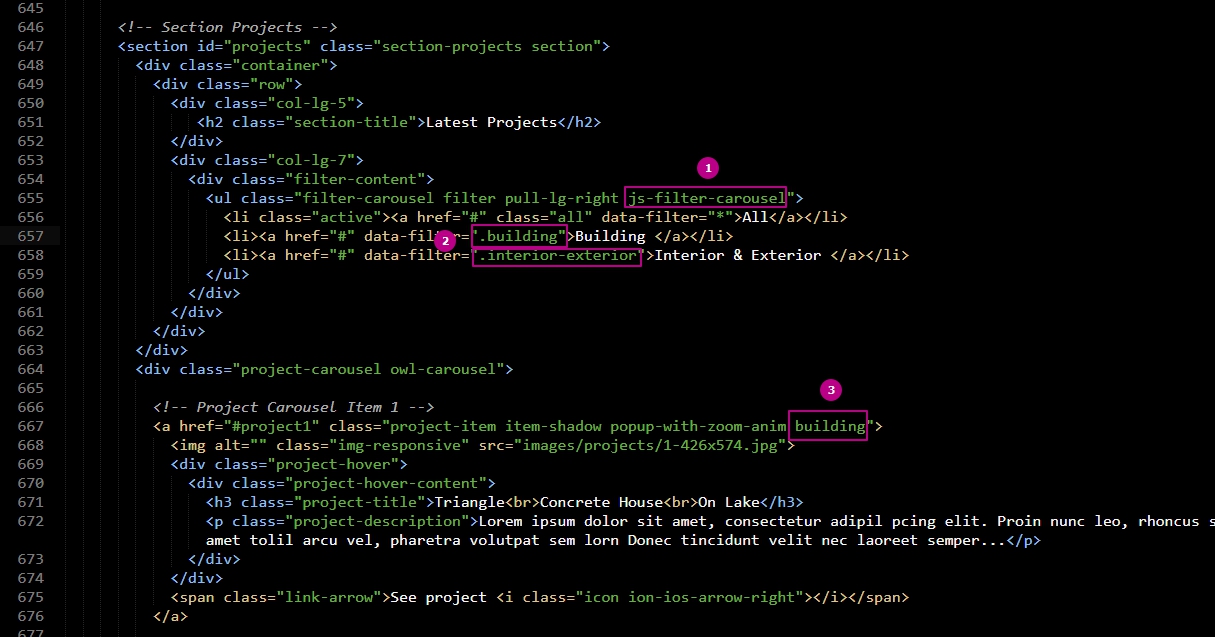 645
646 <!-- Section Projects -->
647 <section id="projects" class="section-projects section">
648 <div class="container">
649 <div class="row">
650 <div class="col-lg-5">
651 <h2 class="section-title">Latest Projects</h2>
652 </div>
653 <div class="col-lg-7">
1
654 <div class="filter-content">
655 <ul class="filter-carousel filter pull-lg-right js-filter-carousel">
656 <li class="active"><a href="#" class="all" data-filter="*">All</a></li>
657 <li><a href="#" data-filter=".building">Building </a></li>
2
658 <li><a href="#" data-filter=".interior-exterior">Interior & Exterior </a></li>
659 </ul>
660 </div>
661 </div>
662 </div>
663 </div>
664 <div class="project-carousel owl-carousel">
665
3
666 <!-- Project Carousel Item 1 -->
667 <a href="#project1" class="project-item item-shadow popup-with-zoom-anim building">
668 <img alt="" class="img-responsive" src="images/projects/1-426x574.jpg">
669 <div class="project-hover">
670 <div class="project-hover-content">
671 <h3 class="project-title">Triangle<br>Concrete House<br>On Lake</h3>
672 <p class="project-description">Lorem ipsum dolor sit amet, consectetur adipil pcing elit. Proin nunc leo, rhoncus s
amet tolil arcu vel, pharetra volutpat sem lorn Donec tincidunt velit nec laoreet semper...</p>
673 </div>
674 </div>
675 <span class="link-arrow">See project <i class="icon ion-ios-arrow-right"></i></span>
676 </a>
677